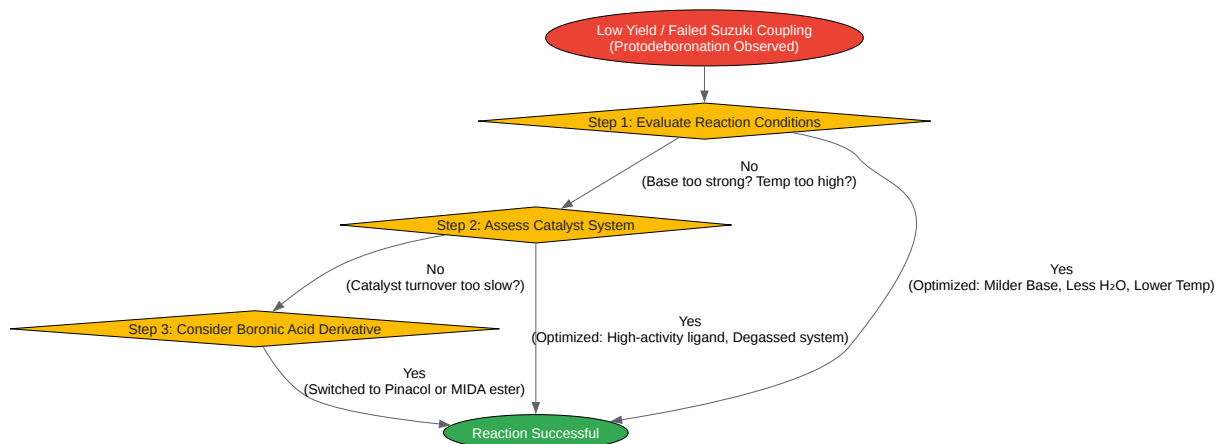 Low Yield / Failed Suzuki Coupling
(Protodeboronation Observed)
Step 1: Evaluate Reaction Conditions
No
(Base too strong? Temp too high?)
Step 2: Assess Catalyst System
No
(Catalyst turnover too slow?)
Yes
(Optimized: Milder Base, Less H₂O, Lower Temp)
Step 3: Consider Boronic Acid Derivative
Yes
(Optimized: High-activity ligand, Degassed system)
Yes
(Switched to Pinacol or MIDA ester)
Reaction Successful